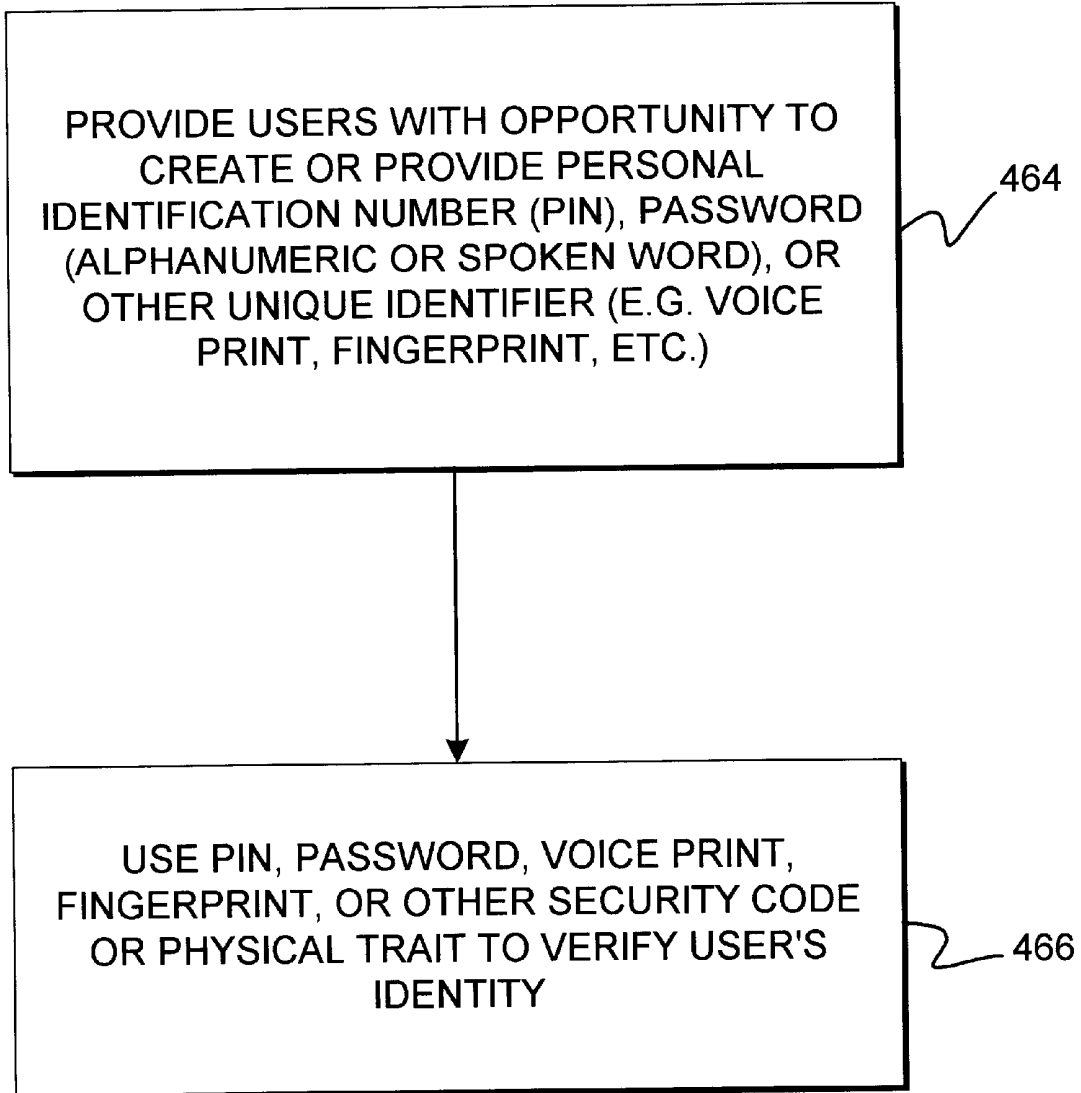 PROVIDE USERS WITH OPPORTUNITY TO
CREATE OR PROVIDE PERSONAL
IDENTIFICATION NUMBER (PIN), PASSWORD
(ALPHANUMERIC OR SPOKEN WORD), OR
OTHER UNIQUE IDENTIFIER (E.G. VOICE
PRINT, FINGERPRINT, ETC.)
464
USE PIN, PASSWORD, VOICE PRINT,
FINGERPRINT, OR OTHER SECURITY CODE
OR PHYSICAL TRAIT TO VERIFY USER'S
IDENTITY
466